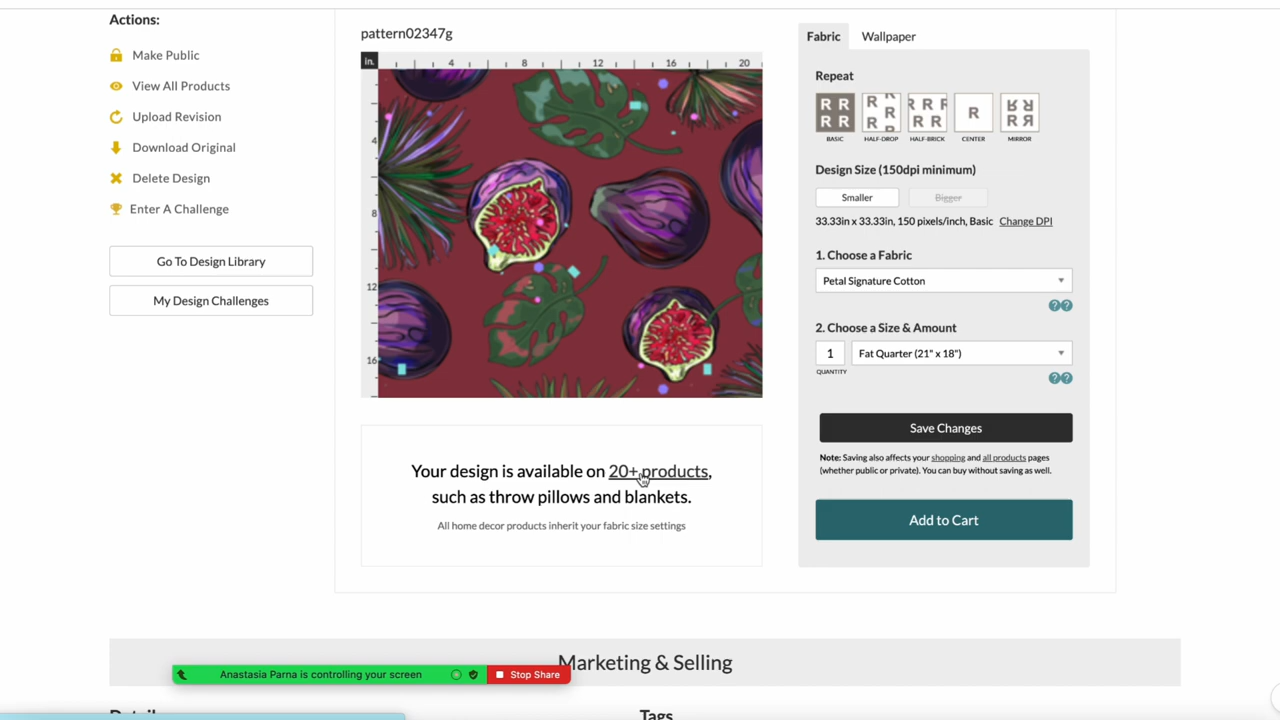 Actions:
Make Public
View All Products
Upload Revision
Download Original
Delete Design
Enter A Challenge
Go To Design Library
My Design Challenges
pattern02347g
in.
4
8
12
16
20
4
8
12
16
Your design is available on 20+ products,
such as throw pillows and blankets.
All home decor products inherit your fabric size settings
Fabric
Wallpaper
Repeat
BASIC
HALF-DROP
HALF-BRICK
CENTER
MIRROR
Design Size (150dpi minimum)
Smaller
Bigger
33.33in x 33.33in, 150 pixels/inch, Basic Change DPI
1. Choose a Fabric
Petal Signature Cotton
??
2. Choose a Size & Amount
1
Fat Quarter (21" x 18")
QUANTITY
??
Save Changes
Note: Saving also affects your shopping and all products pages
(whether public or private). You can buy without saving as well.
Add to Cart
Marketing & Selling
Anastasia Parna is controlling your screen
Stop Share
Details
Tags